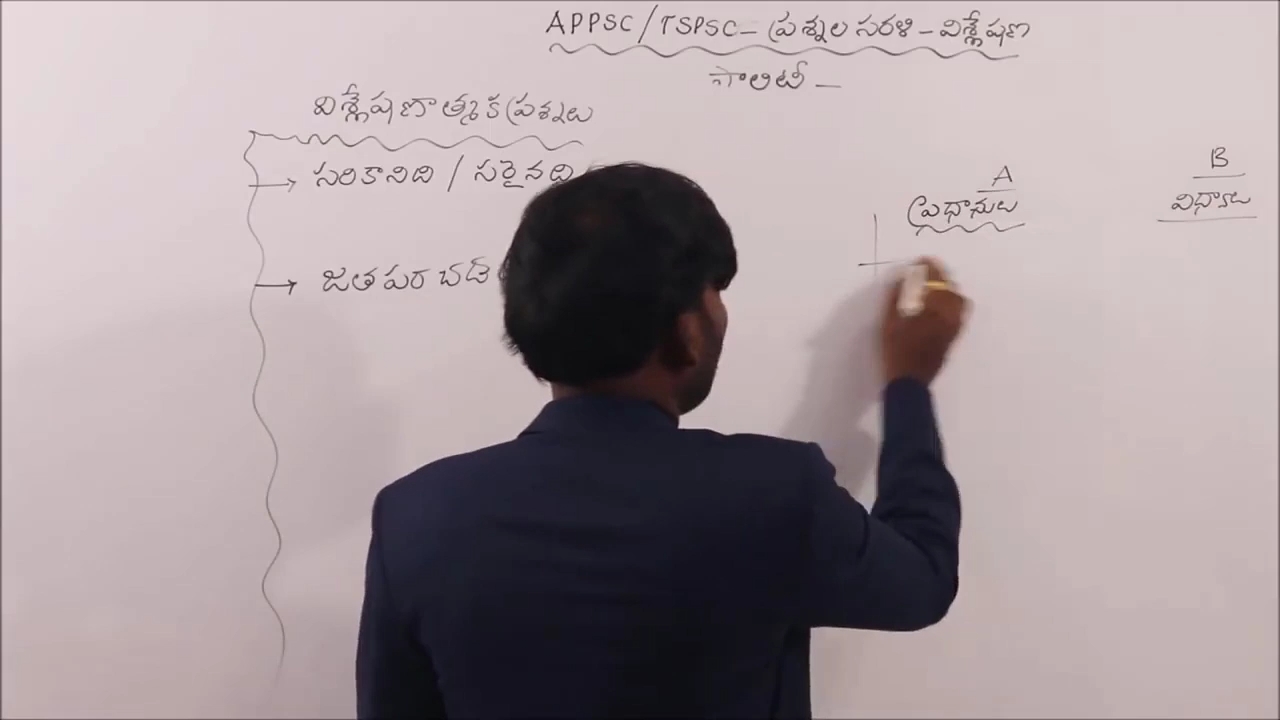 APPSC/TSPSC- ప్రశ్నల సరళి - విశ్లేషణ
పాలిటీ -
విశ్లేషణాత్మక ప్రశ్నలు
→ సరికానిది / సరైనది
→ జతపరచడ
A
ప్రధానులు
B
విధానాలు